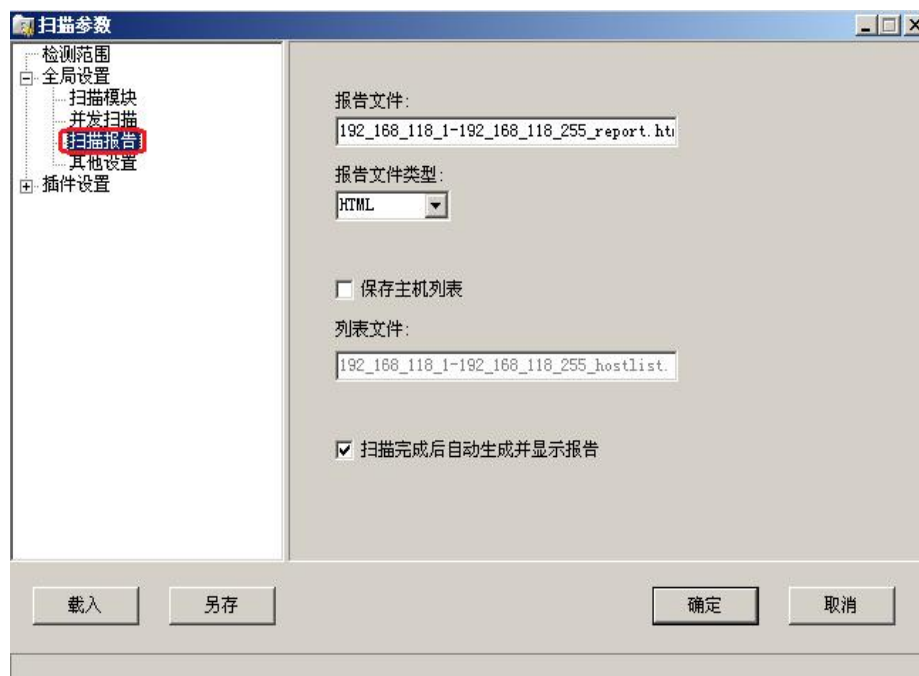 扫描参数
检测范围
全局设置
扫描模块
并发扫描
扫描报告
其他设置
插件设置
报告文件:
192_168_118_1-192_168_118_255_report.ht
报告文件类型:
HTML
保存主机列表
列表文件:
192_168_118_1-192_168_118_255_hostlist.
扫描完成后自动生成并显示报告
载入
另存
确定
取消